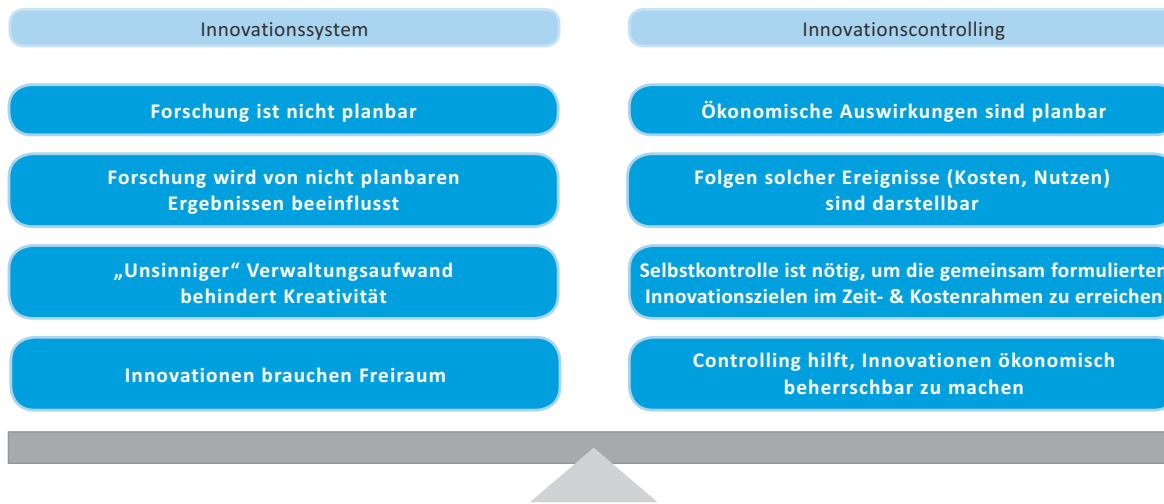 Innovationssystem
Innovationscontrolling
Forschung ist nicht planbar
Ökonomische Auswirkungen sind planbar
Forschung wird von nicht planbaren
Ergebnissen beeinflusst
Folgen solcher Ereignisse (Kosten, Nutzen)
sind darstellbar
„Unsinniger“ Verwaltungsaufwand
behindert Kreativität
Selbstkontrolle ist nötig, um die gemeinsam formulierten
Innovationszielen im Zeit- & Kostenrahmen zu erreichen
Innovationen brauchen Freiraum
Controlling hilft, Innovationen ökonomisch
beherrschbar zu machen